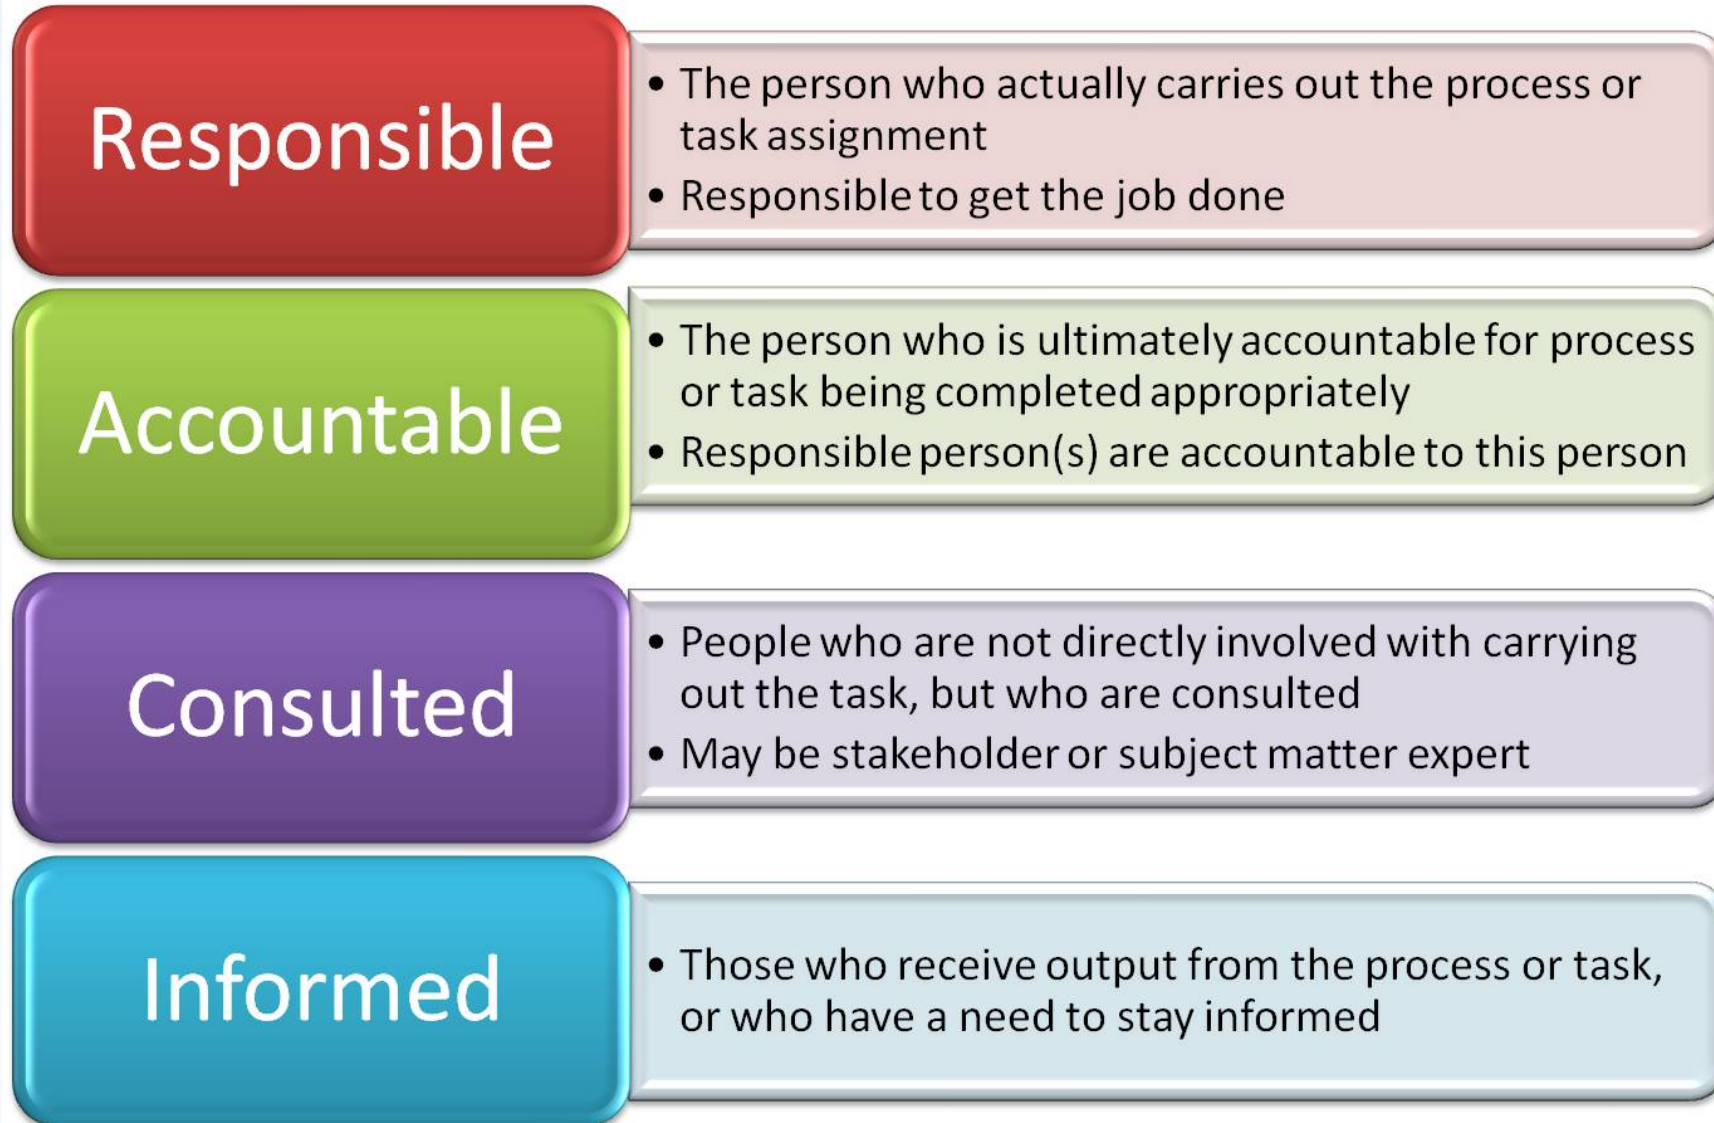 Responsible
• The person who actually carries out the process or
task assignment
• Responsible to get the job done
Accountable
• The person who is ultimately accountable for process
or task being completed appropriately
• Responsible person(s) are accountable to this person
Consulted
• People who are not directly involved with carrying
out the task, but who are consulted
• May be stakeholder or subject matter expert
Informed
• Those who receive output from the process or task,
or who have a need to stay informed